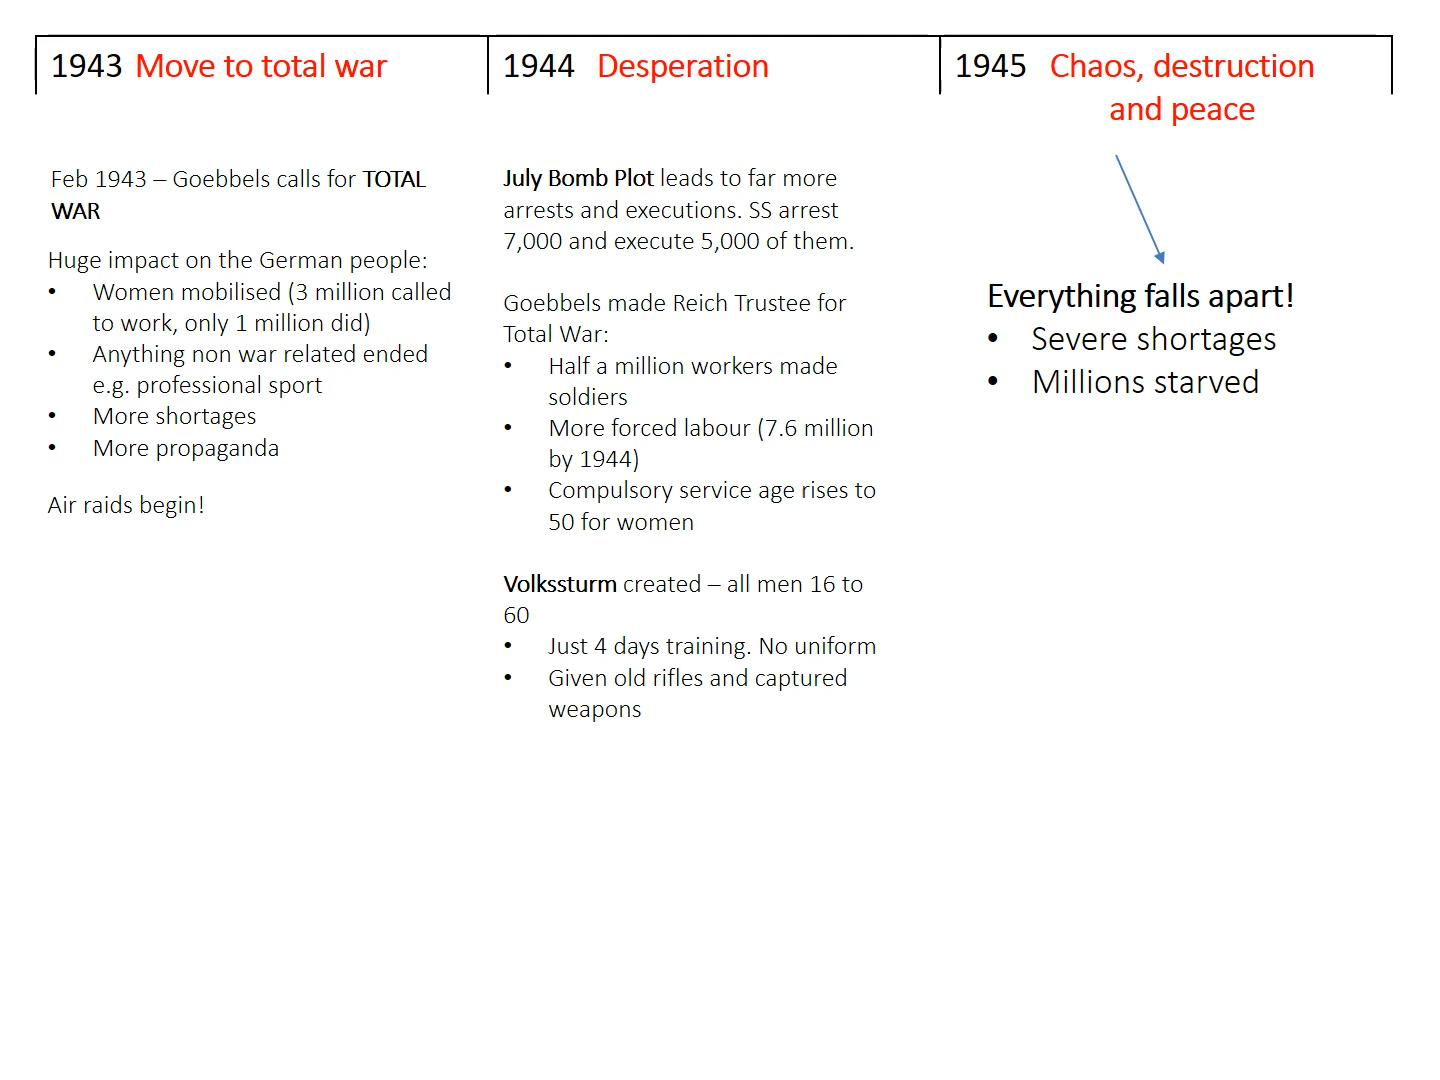 1943 Move to total war
Feb 1943 – Goebbels calls for TOTAL
WAR
Huge impact on the German people:
• Women mobilised (3 million called
to work, only 1 million did)
• Anything non war related ended
e.g. professional sport
• More shortages
• More propaganda
Air raids begin!
1944 Desperation
July Bomb Plot leads to far more
arrests and executions. SS arrest
7,000 and execute 5,000 of them.
Goebbels made Reich Trustee for
Total War:
• Half a million workers made
soldiers
• More forced labour (7.6 million
by 1944)
• Compulsory service age rises to
50 for women
Volkssturm created – all men 16 to
60
• Just 4 days training. No uniform
• Given old rifles and captured
weapons
1945 Chaos, destruction
and peace
Everything falls apart!
• Severe shortages
• Millions starved